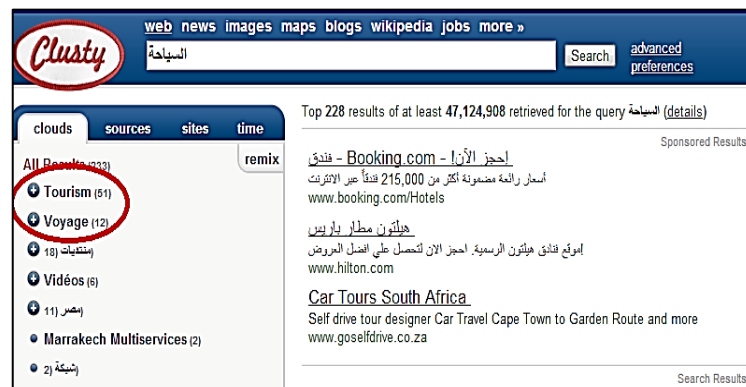 Clusty
web news images maps blogs wikipedia jobs more »
السياحة
Search
advanced
preferences
clouds sources sites time
remix
All Results (233)
Tourism (51)
Voyage (12)
منتديات (18)
Vidéos (6)
مصر (11)
Marrakech Multiservices (2)
شبكة (2)
Top 228 results of at least 47,124,908 retrieved for the query السياحة (details)
Sponsored Results
إحجز الآن! - Booking.com - فندق
أسعار رائعة مضمونة أكثر من 215,000 فندقاً عبر الانترنت
www.booking.com/Hotels
هيلتون مطار باريس
إموقع فنادق هيلتون الرسمية. احجز الان لتحصل علي افضل العروض
www.hilton.com
Car Tours South Africa
Self drive tour designer Car Travel Cape Town to Garden Route and more
www.goselfdrive.co.za
Search Results